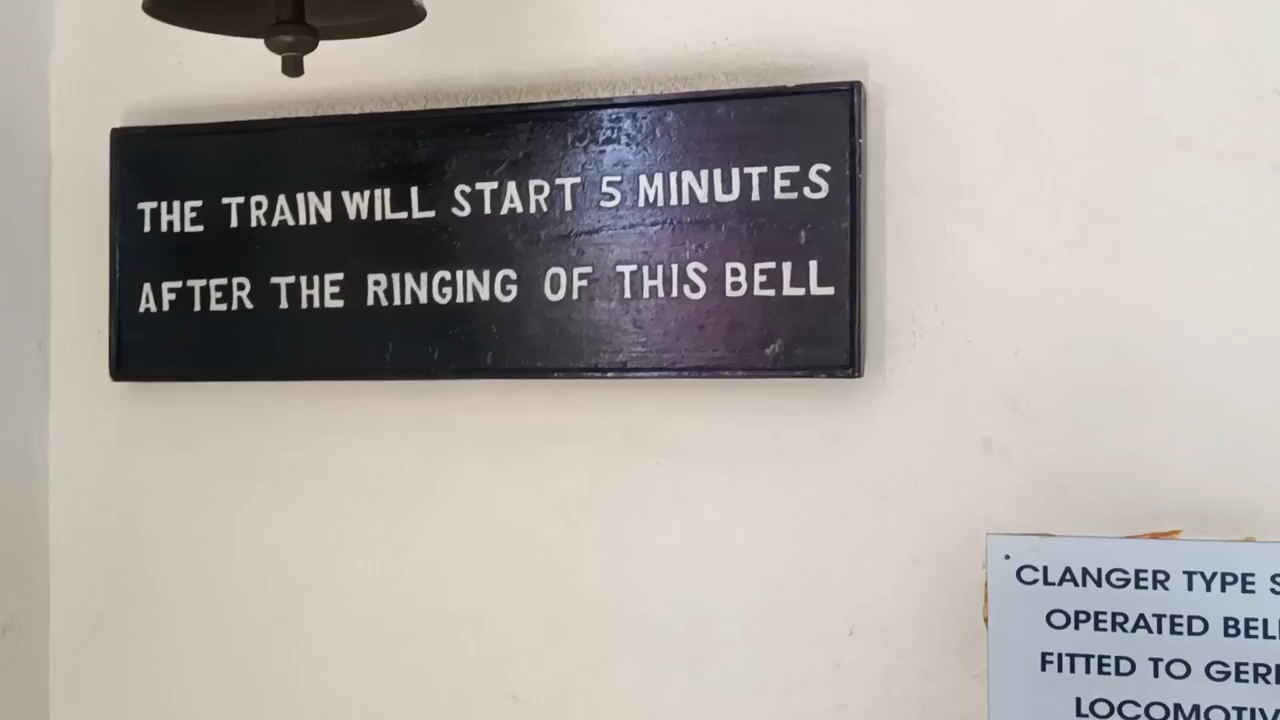 THE TRAIN WILL START 5 MINUTES
AFTER THE RINGING OF THIS BELL
CLANGER TYPE
OPERATED
FITTED TO